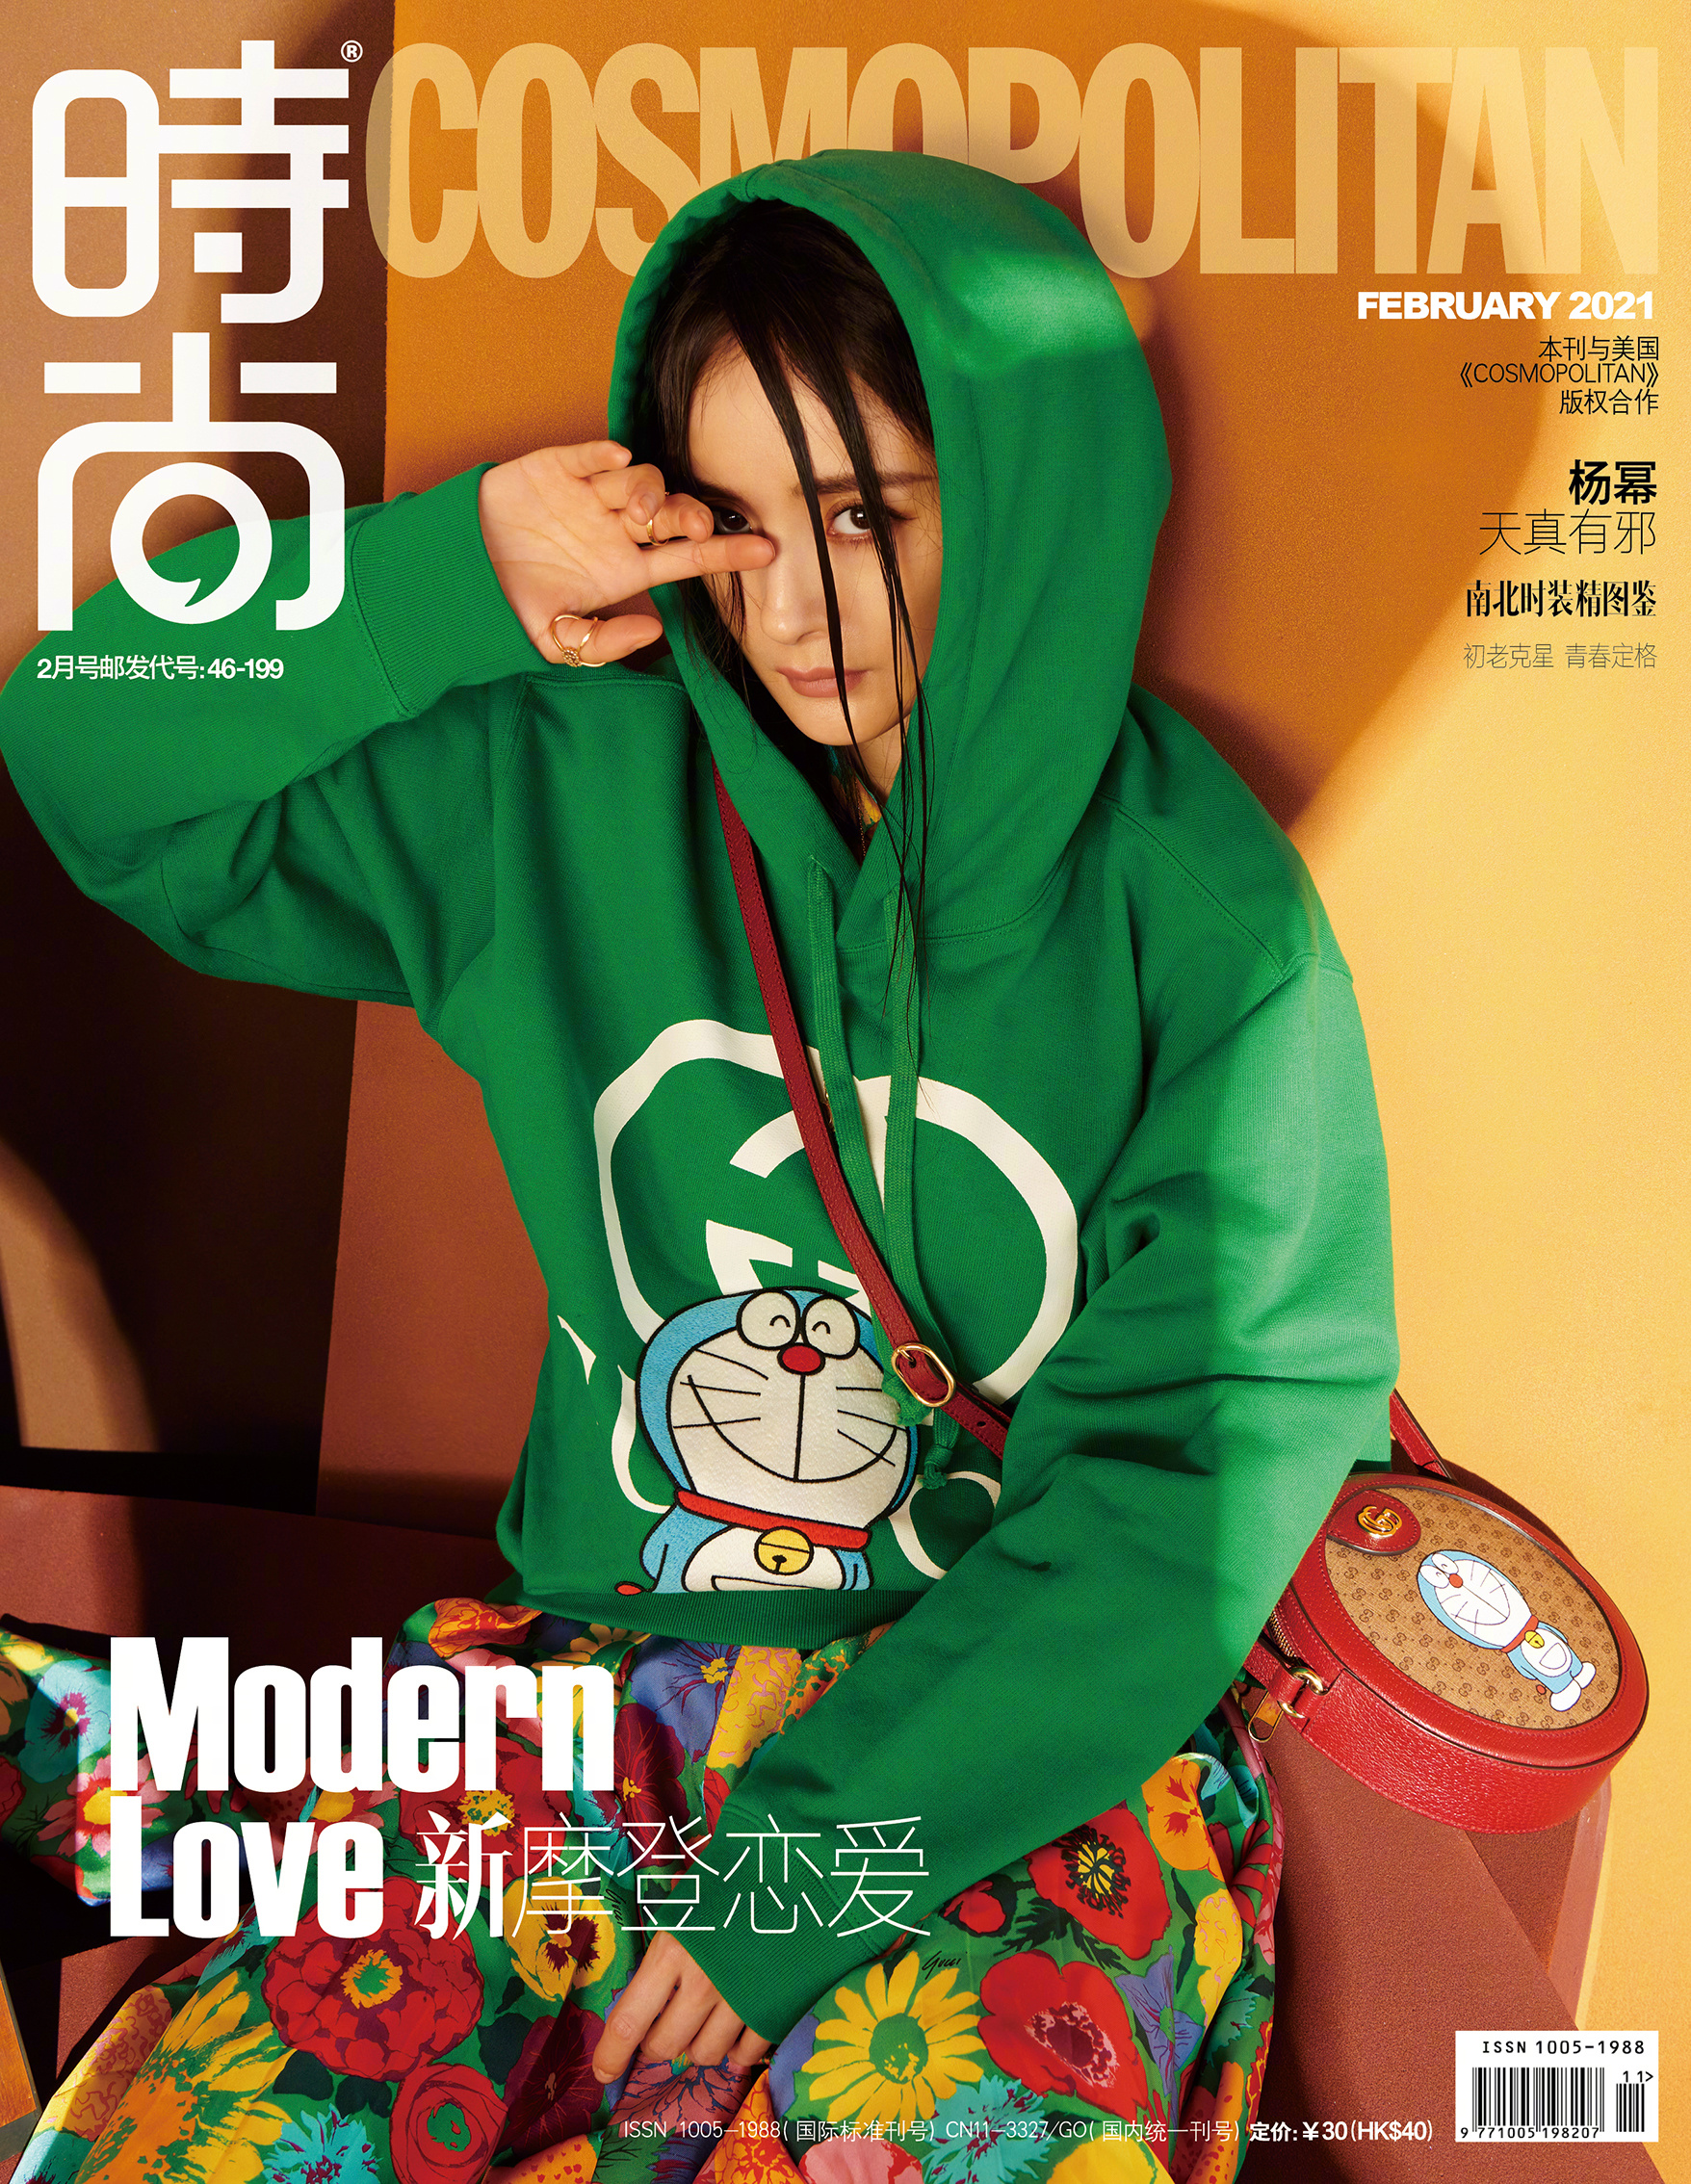 時尚®
COSMOPOLITAN
FEBRUARY 2021
本刊与美国
《COSMOPOLITAN》
版权合作
杨幂
天真有邪
南北时装精图鉴
初老克星 青春定格
2月号邮发代号:46-199
Modern
Love 新摩登恋爱
Gucci
ISSN 1005-1988
11>
9 771005 198207
ISSN 1005-1988(国际标准刊号) CN11-3327/GO(国内统一刊号) 定价:¥30(HK$40)